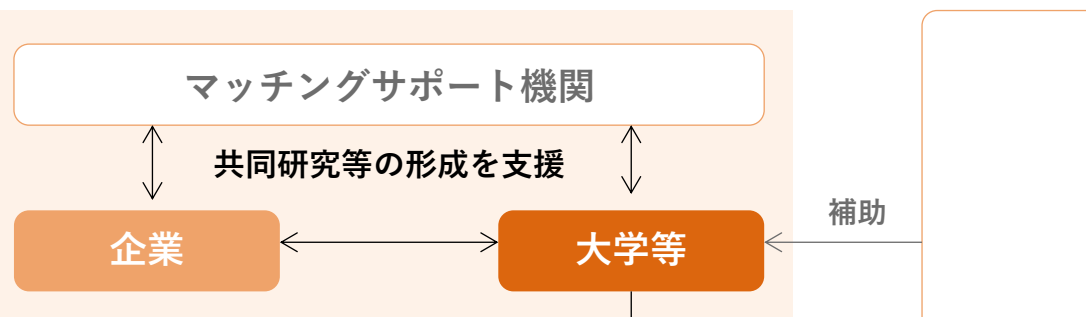 マッチングサポート機関
共同研究等の形成を支援
補助
企業
大学等